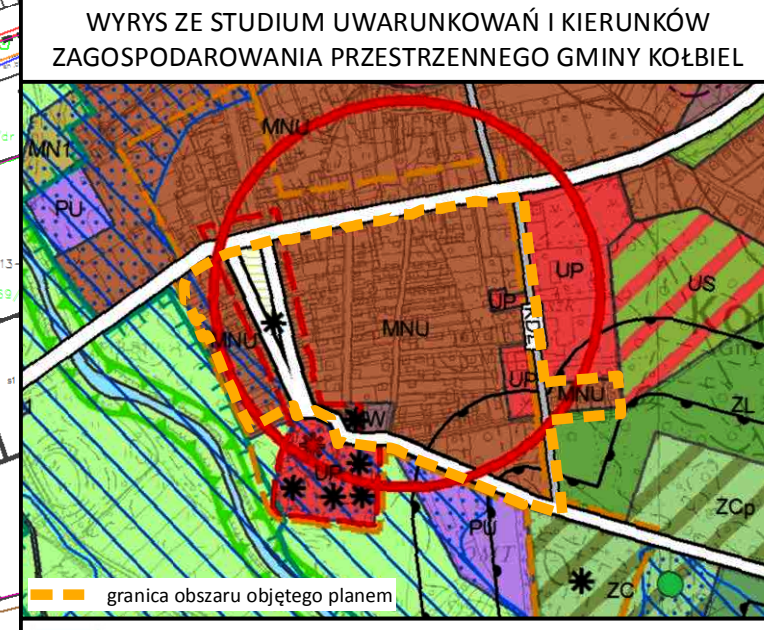 WYRYS ZE STUDIUM UWARUNKOWAŃ I KIERUNKÓW
ZAGOSPODAROWANIA PRZESTRZENNEGO GMINY KOŁBIEL
MNU
MN1
PU
UP
US
UP
MNU
KDZ
MNU
UP
MNU
W
ZL
UP
ZCp
PU
ZC
granica obszaru objętego planem